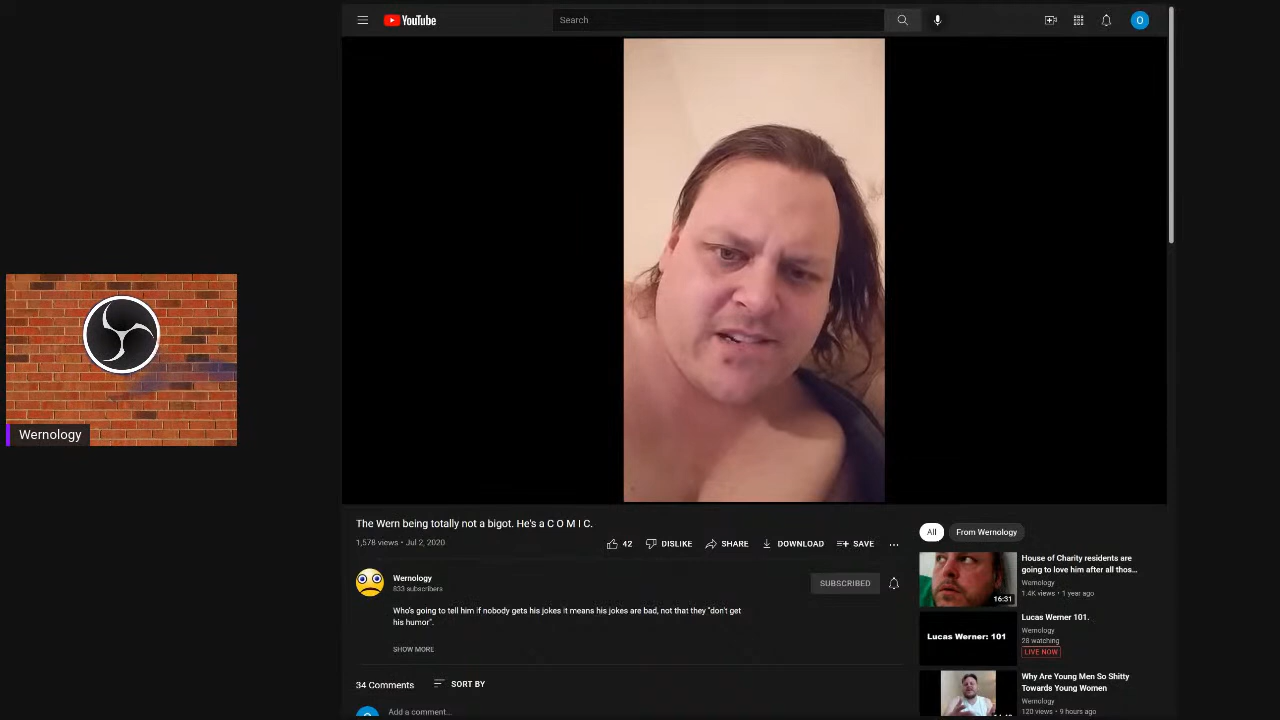 YouTube
Search
O
Wernology
The Wern being totally not a bigot. He's a C O M I C.
1,578 views • Jul 2, 2020
42
DISLIKE
SHARE
DOWNLOAD
SAVE
Wernology
833 subscribers
SUBSCRIBED
Who's going to tell him if nobody gets his jokes it means his jokes are bad, not that they "don't get
his humor".
SHOW MORE
34 Comments
SORT BY
Add a comment...
All
From Wernology
House of Charity residents are
going to love him after all thos...
Wernology
1.4K views • 1 year ago
16:31
Lucas Werner: 101
Lucas Werner 101.
Wernology
28 watching
LIVE NOW
Why Are Young Men So Shitty
Towards Young Women
Wernology
120 views • 9 hours ago